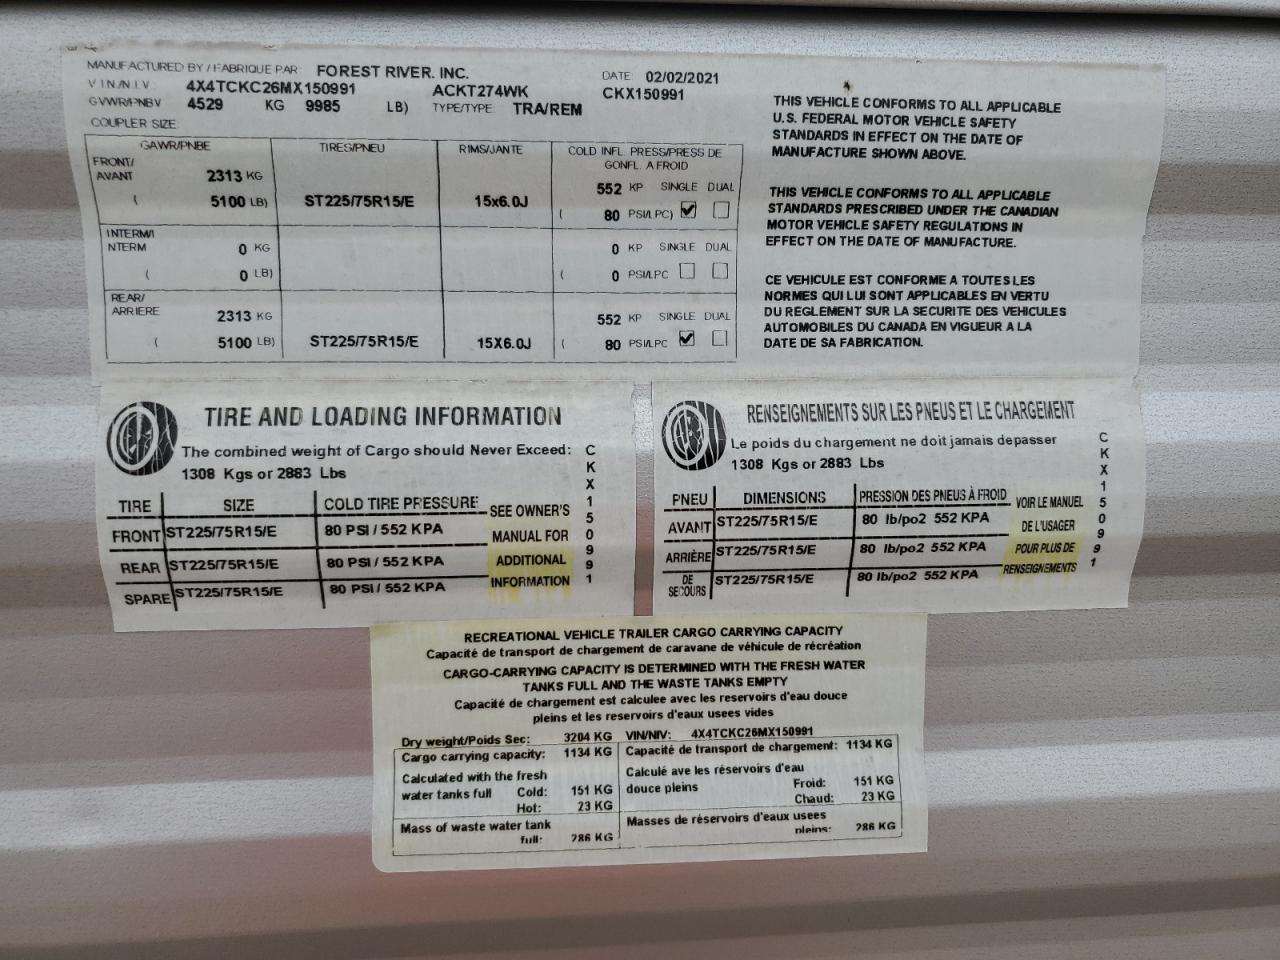 MANUFACTURED BY / FABRIQUE PAR: FOREST RIVER. INC. DATE: 02/02/2021
V I N/N I V 4X4TCKC26MX150991 ACKT274WK CKX150991
GVWR/PNBV 4529 KG 9985 LB) TYPE/TYPE: TRA/REM
COUPLER SIZE:
GAWR/PNBE TIRES/PNEU RIMS/JANTE COLD INFL. PRESS/PRESS DE
GONFL. A FROID
FRONT/
AVANT 2313 KG 552 KP SINGLE DUAL
( 5100 LB) ST225/75R15/E 15x6.0J ( 80 PSI/LPC)
INTERM/I
NTERM 0 KG 0 KP SINGLE DUAL
( 0 LB) ( 0 PSI/LPC
REAR/
ARRIERE 2313 KG 552 KP SINGLE DUAL
( 5100 LB) ST225/75R15/E 15X6.0J ( 80 PSI/LPC
THIS VEHICLE CONFORMS TO ALL APPLICABLE
U.S. FEDERAL MOTOR VEHICLE SAFETY
STANDARDS IN EFFECT ON THE DATE OF
MANUFACTURE SHOWN ABOVE.
THIS VEHICLE CONFORMS TO ALL APPLICABLE
STANDARDS PRESCRIBED UNDER THE CANADIAN
MOTOR VEHICLE SAFETY REGULATIONS IN
EFFECT ON THE DATE OF MANUFACTURE.
CE VEHICULE EST CONFORME A TOUTES LES
NORMES QUI LUI SONT APPLICABLES EN VERTU
DU REGLEMENT SUR LA SECURITE DES VEHICULES
AUTOMOBILES DU CANADA EN VIGUEUR A LA
DATE DE SA FABRICATION.
TIRE AND LOADING INFORMATION
The combined weight of Cargo should Never Exceed:
1308 Kgs or 2883 Lbs
TIRE SIZE COLD TIRE PRESSURE
FRONT ST225/75R15/E 80 PSI / 552 KPA
REAR ST225/75R15/E 80 PSI / 552 KPA
SPARE ST225/75R15/E 80 PSI / 552 KPA
SEE OWNER'S
MANUAL FOR
ADDITIONAL
INFORMATION
CKX150991
RENSEIGNEMENTS SUR LES PNEUS ET LE CHARGEMENT
Le poids du chargement ne doit jamais depasser
1308 Kgs or 2883 Lbs
PNEU DIMENSIONS PRESSION DES PNEUS À FROID
AVANT ST225/75R15/E 80 lb/po2 552 KPA
ARRIÈRE ST225/75R15/E 80 lb/po2 552 KPA
DE
SECOURS ST225/75R15/E 80 lb/po2 552 KPA
VOIR LE MANUEL
DE L'USAGER
POUR PLUS DE
RENSEIGNEMENTS
CKX150991
RECREATIONAL VEHICLE TRAILER CARGO CARRYING CAPACITY
Capacité de transport de chargement de caravane de véhicule de récréation
CARGO-CARRYING CAPACITY IS DETERMINED WITH THE FRESH WATER
TANKS FULL AND THE WASTE TANKS EMPTY
Capacité de chargement est calculee avec les reservoirs d'eau douce
pleins et les reservoirs d'eaux usees vides
Dry weight/Poids Sec: 3204 KG VIN/NIV: 4X4TCKC26MX150991
Cargo carrying capacity: 1134 KG
Calculated with the fresh
water tanks full Cold: 151 KG
Hot: 23 KG
Mass of waste water tank
full: 286 KG
Capacité de transport de chargement: 1134 KG
Calculé ave les réservoirs d'eau
douce pleins Froid: 151 KG
Chaud: 23 KG
Masses de réservoirs d'eaux usees
pleins: 286 KG